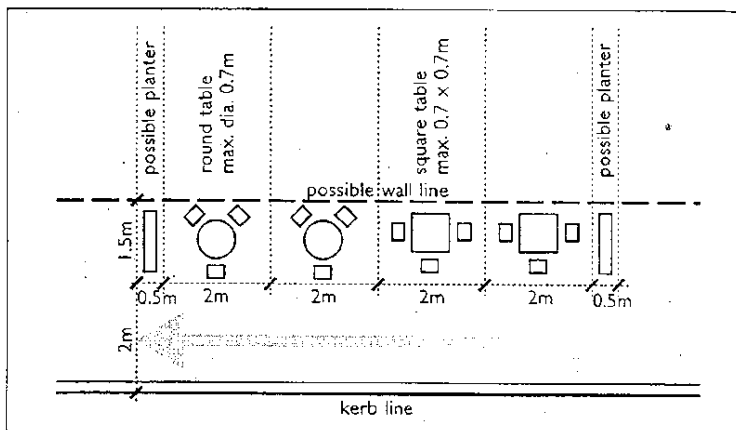 possible planter
round table
max. dia. 0.7m
square table
max. 0.7 × 0.7m
possible planter
possible wall line
1.5m
0.5m
2m
2m
2m
2m
0.5m
2m
kerb line